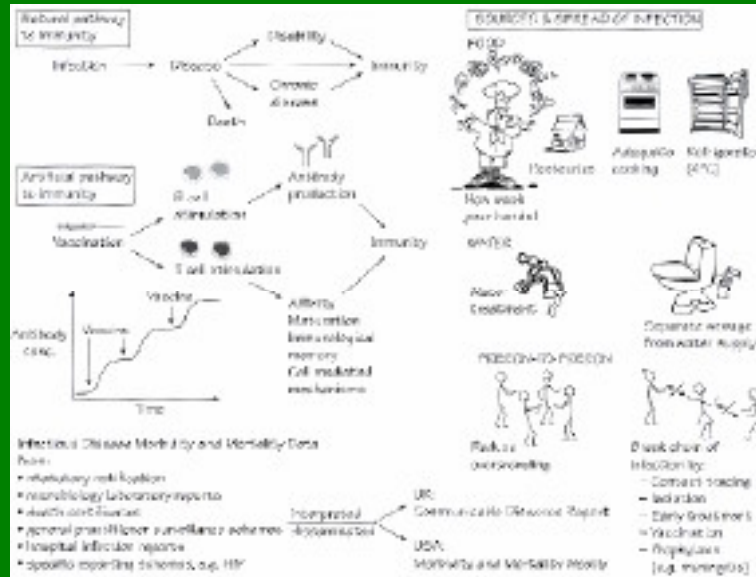 Natural pathway
to immunity
Infection
Disease
Disability
Chronic
disease
Death
Immunity
Artificial pathway
to immunity
Vaccination
B cell
stimulation
T cell stimulation
Antibody
production
Immunity
Affinity
Maturation
Immunological
memory
Cell mediated
mechanisms
Antibody
conc.
Vaccine
Vaccine
Time
Infectious Disease Morbidity and Mortality Data
From:
• mandatory notification
• microbiology laboratory reports
• death certificates
• general practitioner surveillance schemes
• hospital infection reports
• specific reporting schemes, e.g. HIV
Interpreted
disseminated
UK:
Communicable Disease Report
USA:
Morbidity and Mortality Weekly
SOURCES & SPREAD OF INFECTION
FOOD
Now wash
your hands!
Pasteurize
Adequate
cooking
(4°C)
WATER
Water
treatment
Separate sewage
from water supply
PERSON-TO-PERSON
Reduce
overcrowding
Break chain of
infection by:
– Contact tracing
– Isolation
– Early treatment
– Vaccination
– Prophylaxis
(e.g. meningitis)